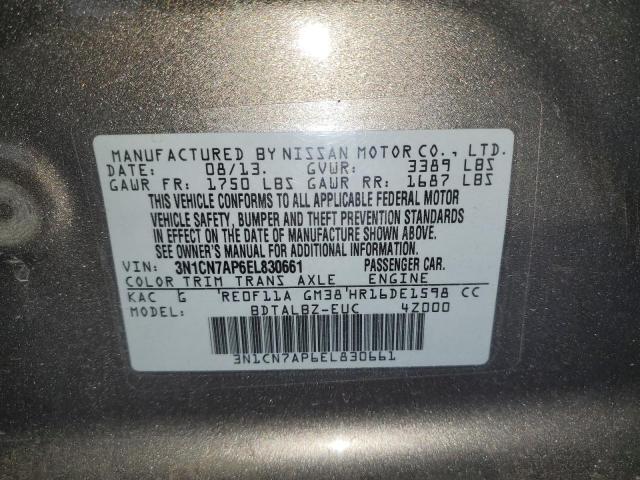 MANUFACTURED BY NISSAN MOTOR CO., LTD.
DATE: 08/13. GVWR: 3389 LBS
GAWR FR: 1750 LBS GAWR RR: 1687 LBS
THIS VEHICLE CONFORMS TO ALL APPLICABLE FEDERAL MOTOR
VEHICLE SAFETY, BUMPER AND THEFT PREVENTION STANDARDS
IN EFFECT ON THE DATE OF MANUFACTURE SHOWN ABOVE.
SEE OWNER'S MANUAL FOR ADDITIONAL INFORMATION.
VIN: 3N1CN7AP6EL830661 PASSENGER CAR.
COLOR TRIM TRANS AXLE ENGINE
KAC G RE0F11A GM38 HR16DE1598 CC
BDTALBZ-EUC 4Z000
3N1CN7AP6EL830661